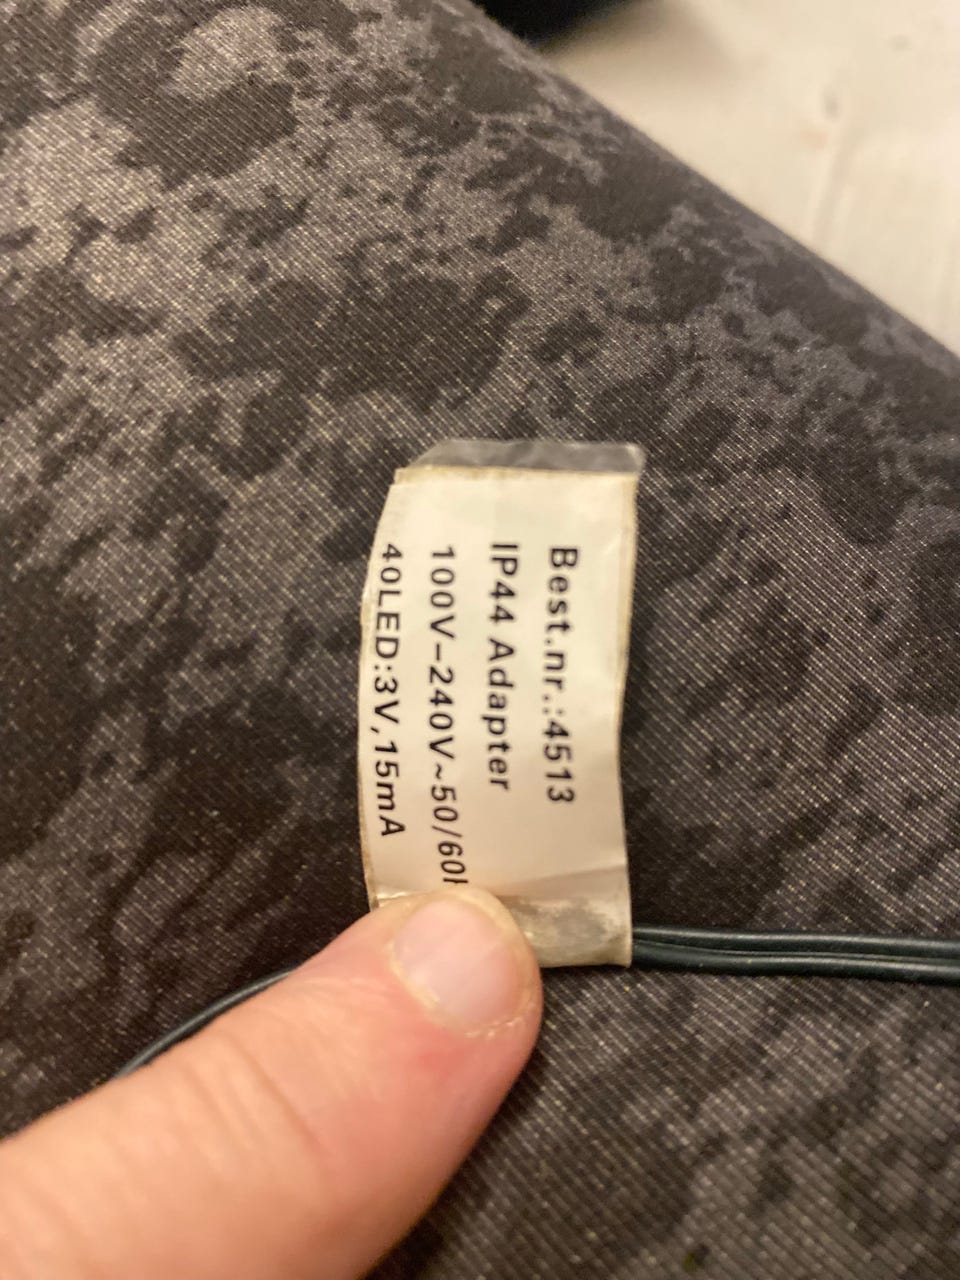 Best.nr.:4513
IP44 Adapter
100V–240V~50/60
40LED:3V,15mA